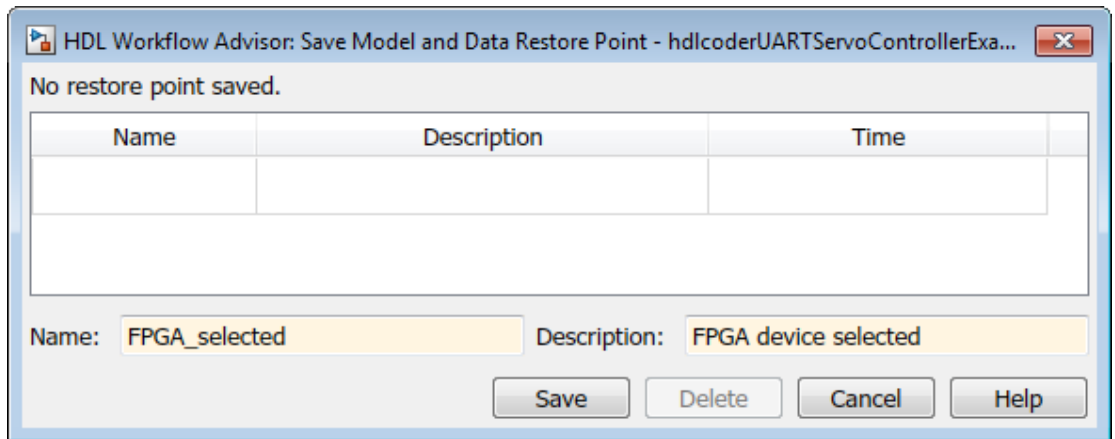 HDL Workflow Advisor: Save Model and Data Restore Point - hdlcoderUARTServoControllerExa...
No restore point saved.
Name Description Time
Name: FPGA_selected Description: FPGA device selected
Save Delete Cancel Help